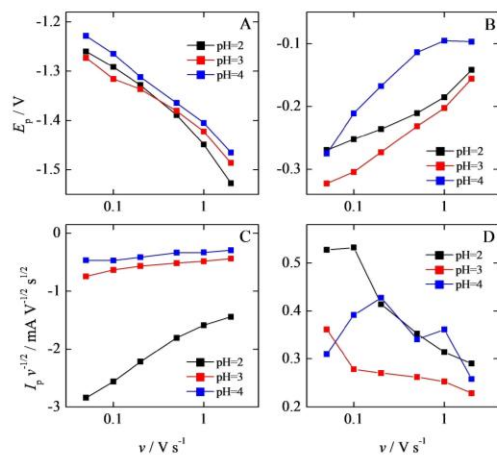 A
pH=2
pH=3
pH=4
-1.2
-1.3
-1.4
-1.5
E_p / V
0.1
1
B
pH=2
pH=3
pH=4
-0.1
-0.2
-0.3
0.1
1
C
pH=2
pH=3
pH=4
0
-1
-2
-3
I_p v^-1/2 / mA V^-1/2 s^1/2
0.1
1
v / V s^-1
D
pH=2
pH=3
pH=4
0.5
0.4
0.3
0.2
0.1
1
v / V s^-1